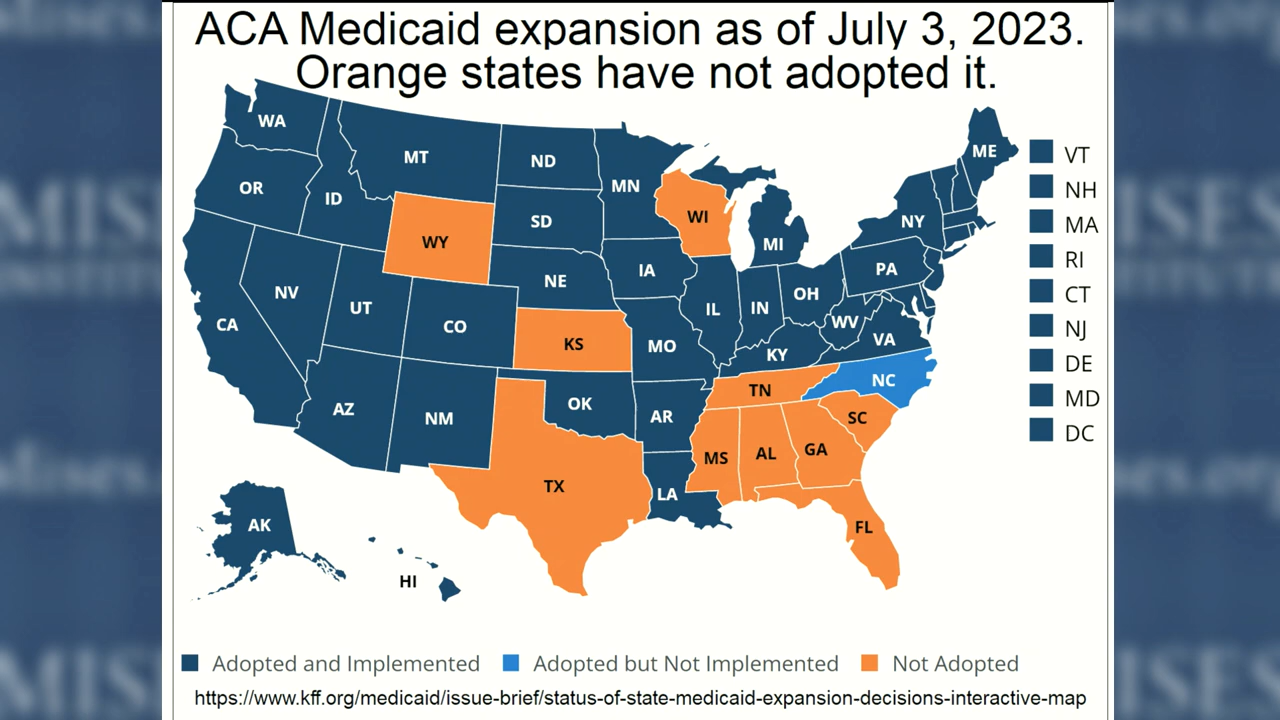 ACA Medicaid expansion as of July 3, 2023.
Orange states have not adopted it.
WA
MT
ND
MN
ME
VT
OR
ID
SD
WI
NY
NH
WY
MI
MA
IA
PA
RI
NE
NV
UT
OH
CT
CO
IL
IN
WV
CA
NJ
KS
MO
VA
KY
DE
AZ
NM
OK
TN
NC
MD
AR
SC
DC
MS
AL
GA
TX
LA
FL
AK
HI
Adopted and Implemented
Adopted but Not Implemented
Not Adopted
https://www.kff.org/medicaid/issue-brief/status-of-state-medicaid-expansion-decisions-interactive-map